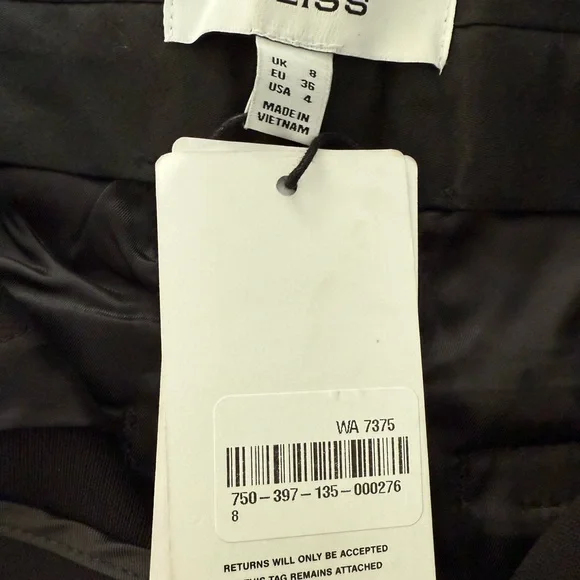 UK 8
EU 36
USA 4
MADE IN
VIETNAM
WA 7375
750-397-135-000276
8
RETURNS WILL ONLY BE ACCEPTED
THIS TAG REMAINS ATTACHED